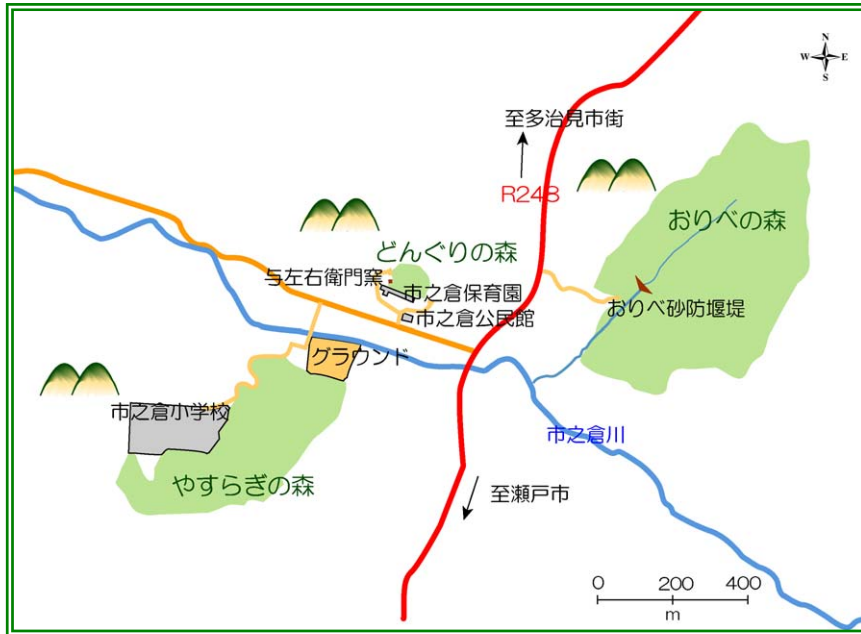 N
W E
S
至多治見市街
R248
おりべの森
どんぐりの森
与左右衛門窯
市之倉保育園
おりべ砂防堰堤
市之倉公民館
グラウンド
市之倉小学校
市之倉川
やすらぎの森
至瀬戸市
0 200 400
m